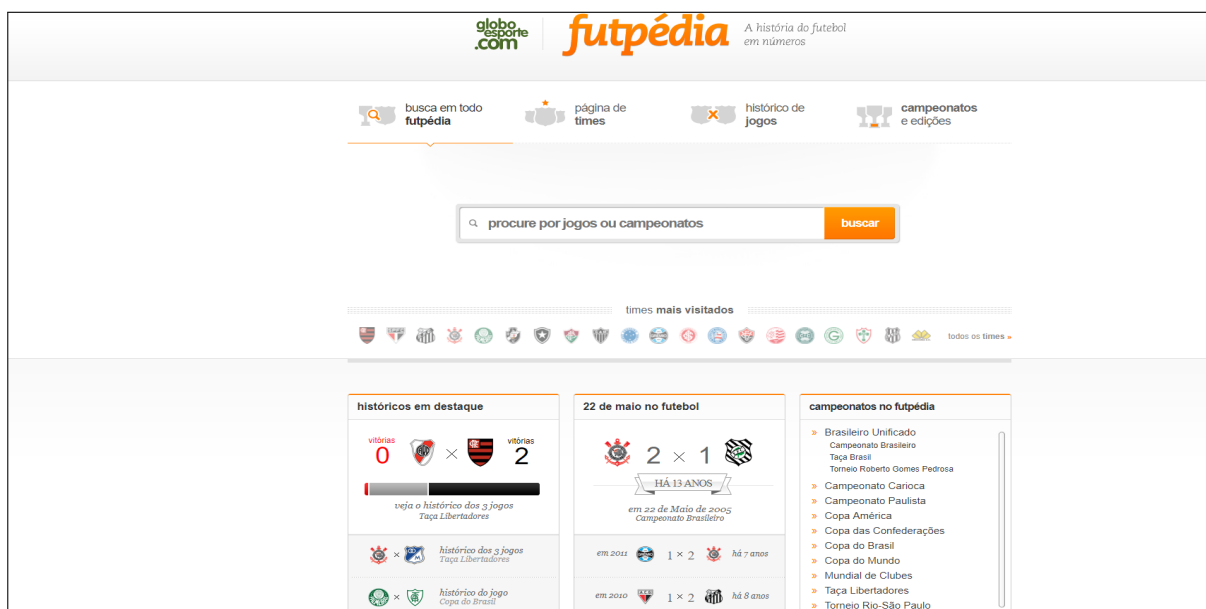 globo
esporte
.com
futpédia
A história do futebol
em números
busca em todo
futpédia
página de
times
histórico de
jogos
campeonatos
e edições
procure por jogos ou campeonatos
buscar
times mais visitados
todos os times »
históricos em destaque
vitórias
0
×
vitórias
2
veja o histórico dos 3 jogos
Taça Libertadores
×
histórico dos 3 jogos
Taça Libertadores
×
histórico do jogo
Copa do Brasil
22 de maio no futebol
2 × 1
HÁ 13 ANOS
em 22 de Maio de 2005
Campeonato Brasileiro
em 2011 1 × 2 há 7 anos
em 2010 1 × 2 há 8 anos
campeonatos no futpédia
» Brasileiro Unificado
Campeonato Brasileiro
Taça Brasil
Torneio Roberto Gomes Pedrosa
» Campeonato Carioca
» Campeonato Paulista
» Copa América
» Copa das Confederações
» Copa do Brasil
» Copa do Mundo
» Mundial de Clubes
» Taça Libertadores
» Torneio Rio-São Paulo